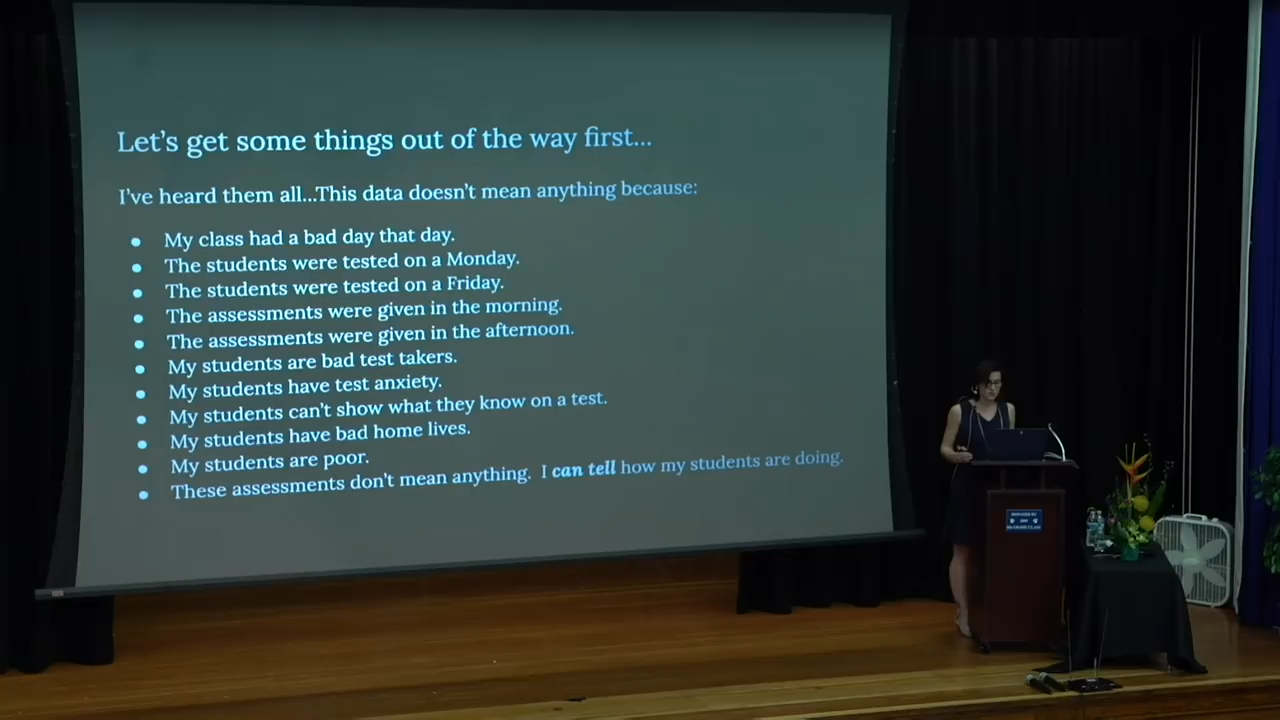 Let's get some things out of the way first...
I've heard them all...This data doesn't mean anything because:
● My class had a bad day that day.
● The students were tested on a Monday.
● The students were tested on a Friday.
● The assessments were given in the morning.
● The assessments were given in the afternoon.
● My students are bad test takers.
● My students have test anxiety.
● My students can't show what they know on a test.
● My students have bad home lives.
● My students are poor.
● These assessments don't mean anything. I can tell how my students are doing.
DONATED BY